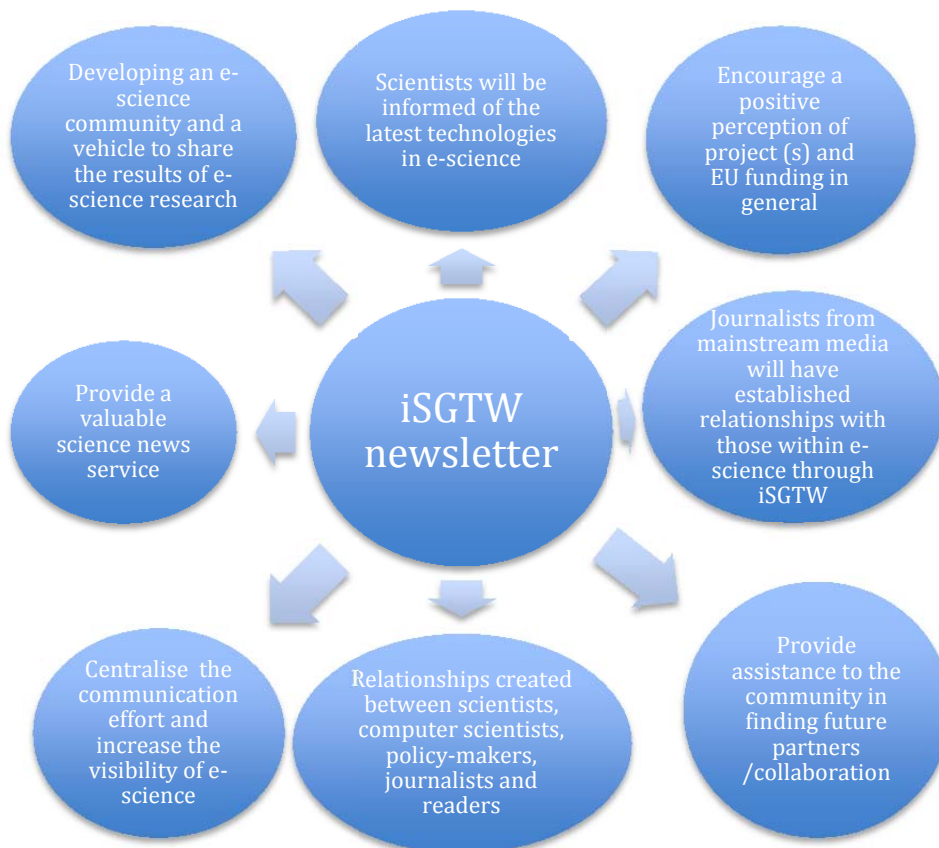 Developing an e-
science
community and a
vehicle to share
the results of e-
science research
Scientists will be
informed of the
latest technologies
in e-science
Encourage a
positive
perception of
project (s) and
EU funding in
general
Provide a
valuable
science news
service
iSGTW
newsletter
Journalists from
mainstream media
will have
established
relationships with
those within e-
science through
iSGTW
Centralise the
communication
effort and
increase the
visibility of e-
science
Relationships created
between scientists,
computer scientists,
policy-makers,
journalists and
readers
Provide
assistance to the
community in
finding future
partners
/collaboration